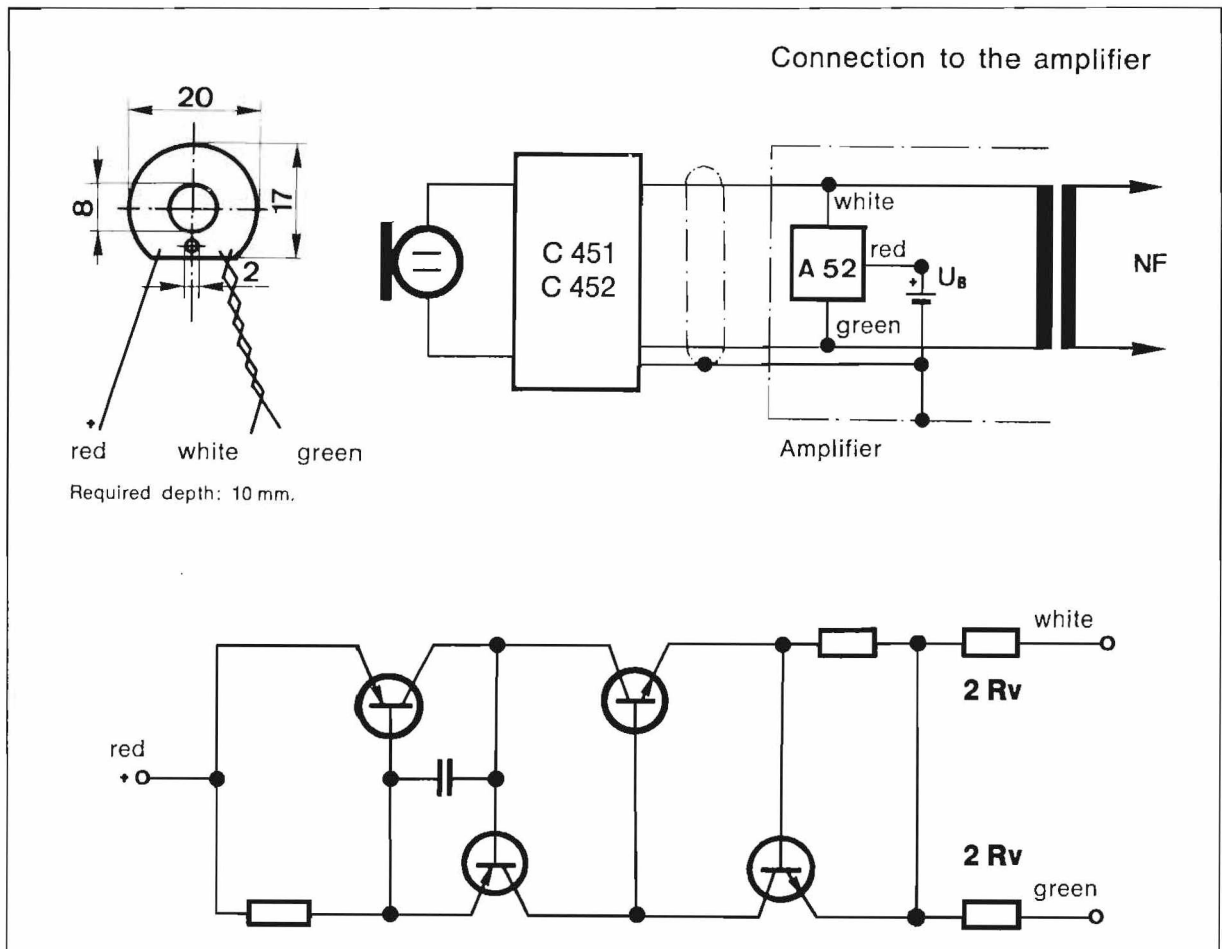 Connection to the amplifier
20
8
17
2
+
red
white
green
Required depth: 10 mm.
C 451
C 452
white
A 52
red
+
U_B
green
NF
Amplifier
white
2 Rv
red
+
2 Rv
green